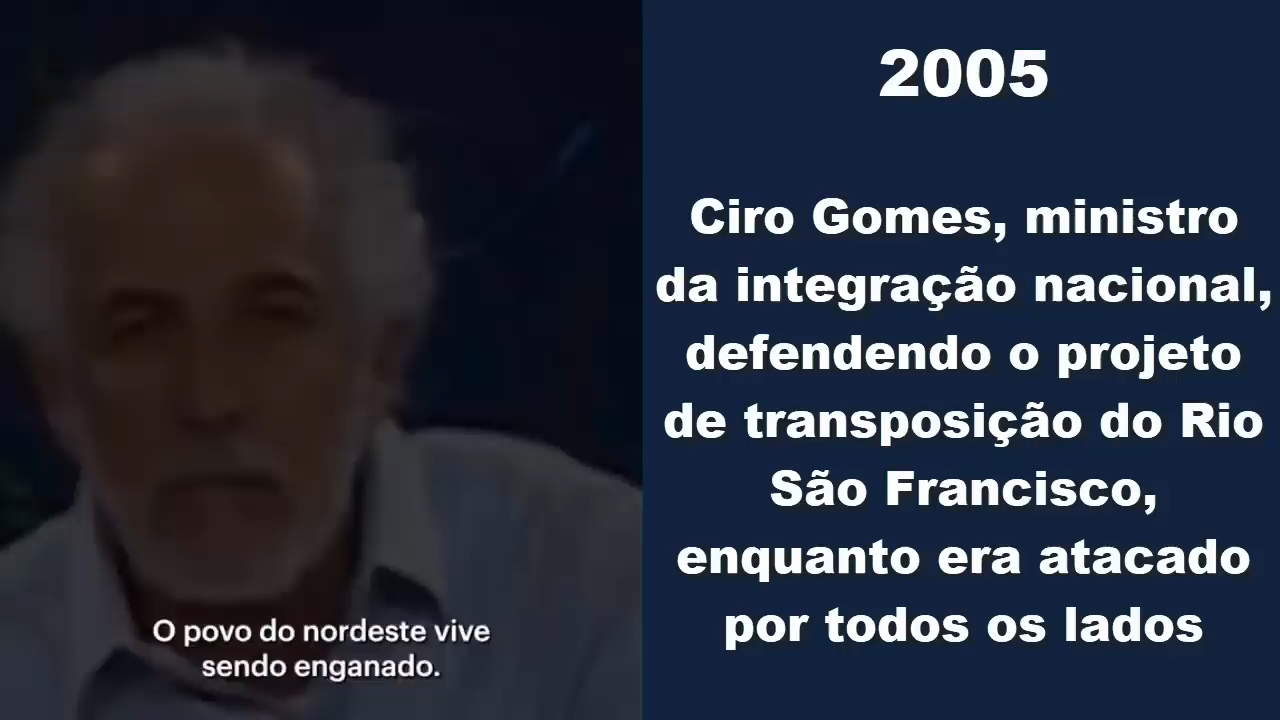 O povo do nordeste vive
sendo enganado.
2005
Ciro Gomes, ministro
da integração nacional,
defendendo o projeto
de transposição do Rio
São Francisco,
enquanto era atacado
por todos os lados